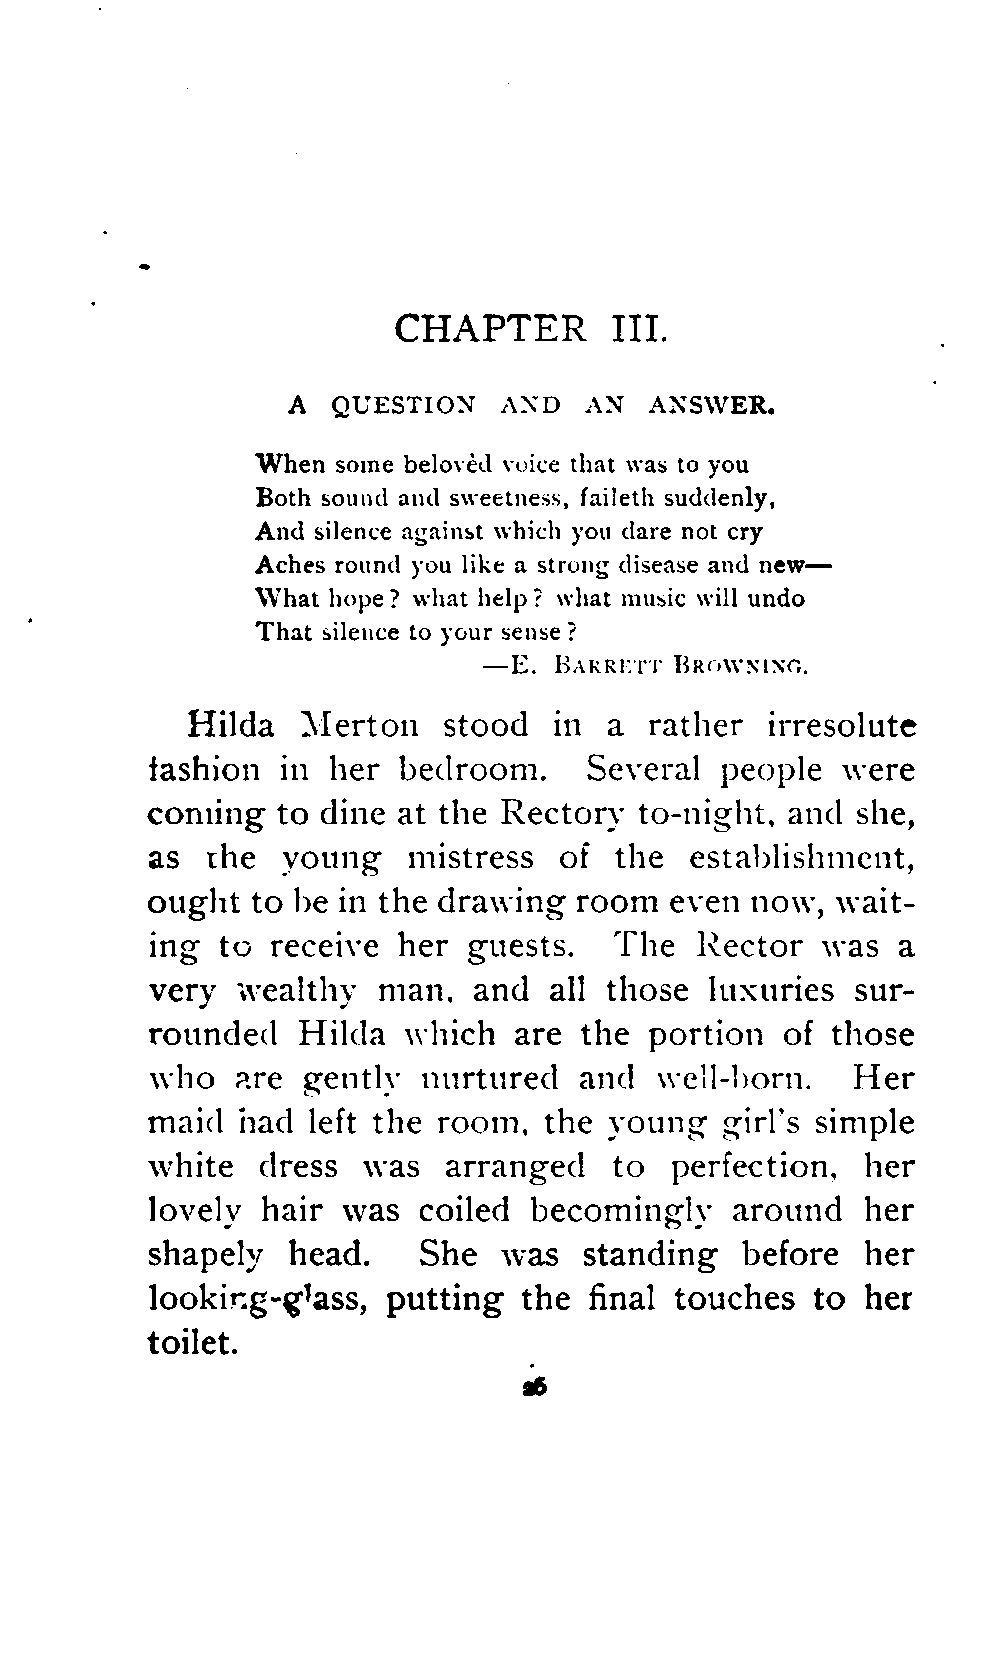 CHAPTER III.
A QUESTION AND AN ANSWER.
When some belovèd voice that was to you
Both sound and sweetness, faileth suddenly,
And silence against which you dare not cry
Aches round you like a strong disease and new—
What hope? what help? what music will undo
That silence to your sense?
—E. BARRETT BROWNING.
Hilda Merton stood in a rather irresolute
fashion in her bedroom. Several people were
coming to dine at the Rectory to-night, and she,
as the young mistress of the establishment,
ought to be in the drawing room even now, wait-
ing to receive her guests. The Rector was a
very wealthy man, and all those luxuries sur-
rounded Hilda which are the portion of those
who are gently nurtured and well-born. Her
maid had left the room, the young girl's simple
white dress was arranged to perfection, her
lovely hair was coiled becomingly around her
shapely head. She was standing before her
looking-glass, putting the final touches to her
toilet.
26